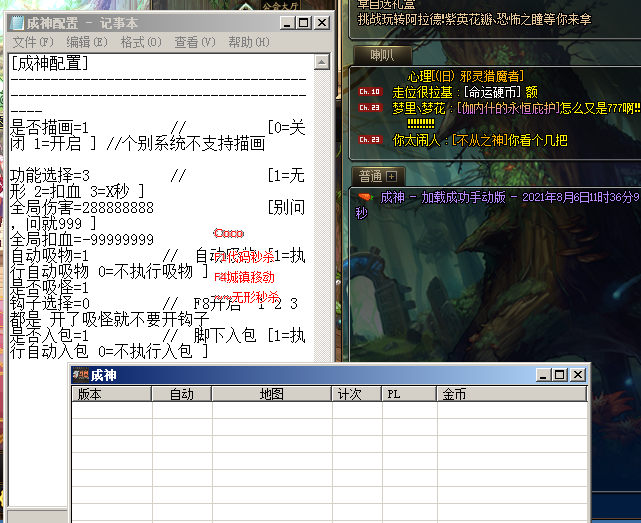 成神配置 - 记事本
文件(F) 编辑(E) 格式(O) 查看(V) 帮助(H)
[成神配置]
-------------------------------------
-------------------------------------
----
是否描画=1 // [0=关
闭 1=开启 ] //个别系统不支持描画
功能选择=3 // [1=无
形 2=扣血 3=X秒 ]
全局伤害=288888888 [别问
，问就999 ]
全局扣血=-99999999
自动吸物=1 // 自动吸物 [1=执
行自动吸物 0=不执行吸物 ]
是否吸怪=1
钩子选择=0 // F8开启 1 2 3
都是 开了吸怪就不要开钩子
是否入包=1 // 脚下入包 [1=执
行自动入包 0=不执行入包 ]
城镇移动
~~无形秒杀
公会大厅
章自选礼盒
挑战玩转阿拉德!紫英花瓣、恐怖之瞳等你来拿
喇叭
心理[(旧) 邪灵猎魔者]
Ch.10 走位很拉基 : [命运硬币] 额
Ch.23 梦里、梦花 : [伽内什的永恒庇护]怎么又是777啊!!
!!!!!!!!!
Ch.23 你太闹人 : [不从之神]你看个几把
普通 +
成神 - 加载成功手动版 - 2021年8月6日11时36分9
秒
成神
版本 自动 地图 计次 PL 金币